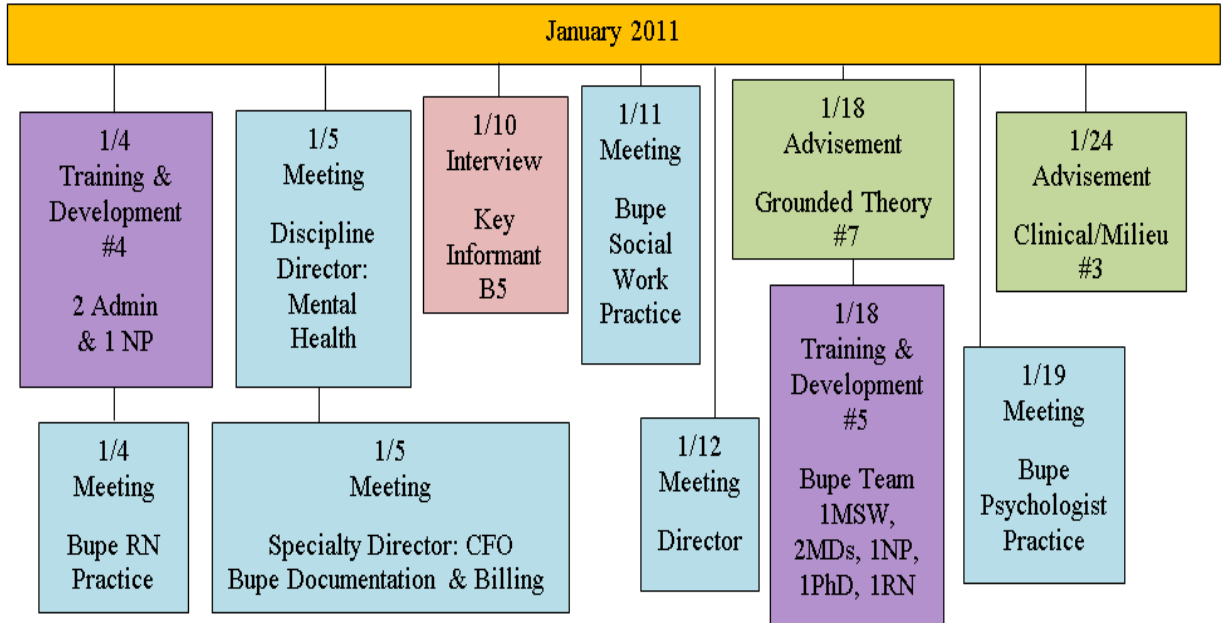 January 2011
1/4
Training &
Development
#4
2 Admin
& 1 NP
1/4
Meeting
Bupe RN
Practice
1/5
Meeting
Discipline
Director:
Mental
Health
1/5
Meeting
Specialty Director: CFO
Bupe Documentation & Billing
1/10
Interview
Key
Informant
B5
1/11
Meeting
Bupe
Social
Work
Practice
1/12
Meeting
Director
1/18
Advisement
Grounded Theory
#7
1/18
Training &
Development
#5
Bupe Team
1MSW,
2MDs, 1NP,
1PhD, 1RN
1/19
Meeting
Bupe
Psychologist
Practice
1/24
Advisement
Clinical/Milieu
#3